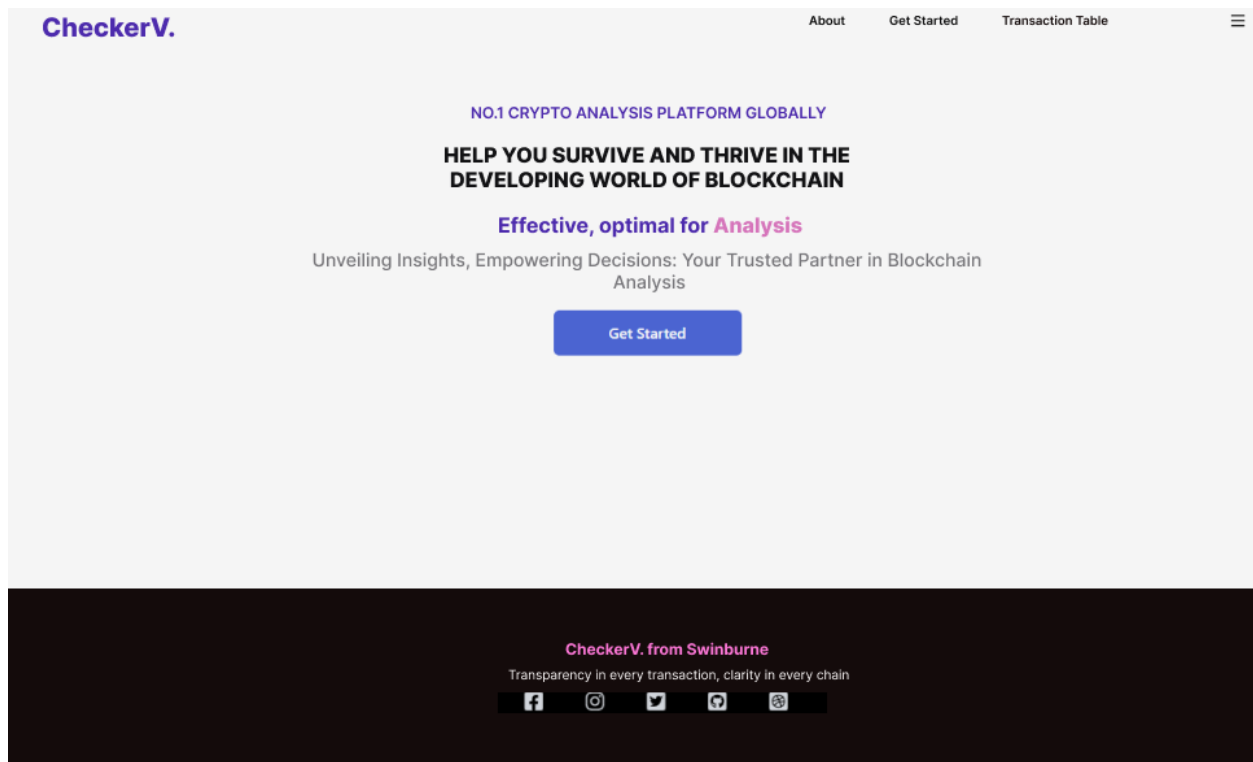 CheckerV.
About
Get Started
Transaction Table
NO.1 CRYPTO ANALYSIS PLATFORM GLOBALLY
HELP YOU SURVIVE AND THRIVE IN THE
DEVELOPING WORLD OF BLOCKCHAIN
Effective, optimal for Analysis
Unveiling Insights, Empowering Decisions: Your Trusted Partner in Blockchain
Analysis
Get Started
CheckerV. from Swinburne
Transparency in every transaction, clarity in every chain